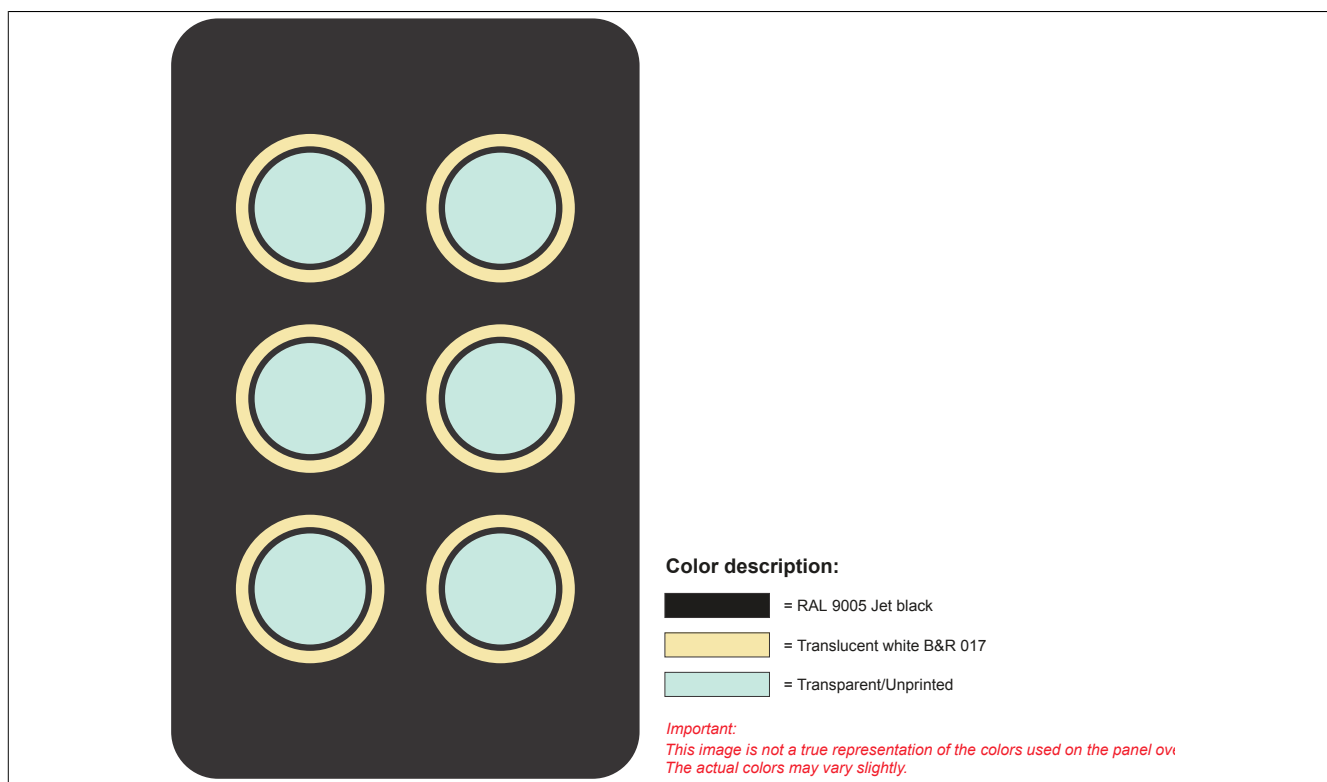 Color description:
= RAL 9005 Jet black
= Translucent white B&R 017
= Transparent/Unprinted
Important:
This image is not a true representation of the colors used on the panel
The actual colors may vary slightly.